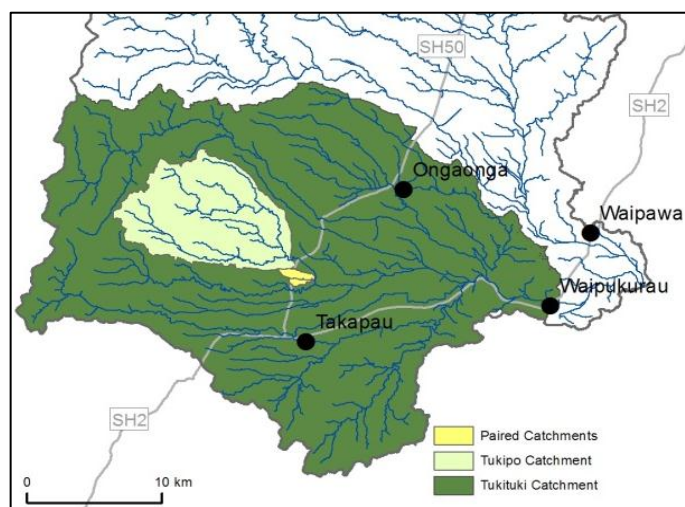 SH50
SH2
Ongaonga
Waipawa
Waipukurau
Takapau
SH2
Paired Catchments
Tukipo Catchment
Tukituki Catchment
0 10 km